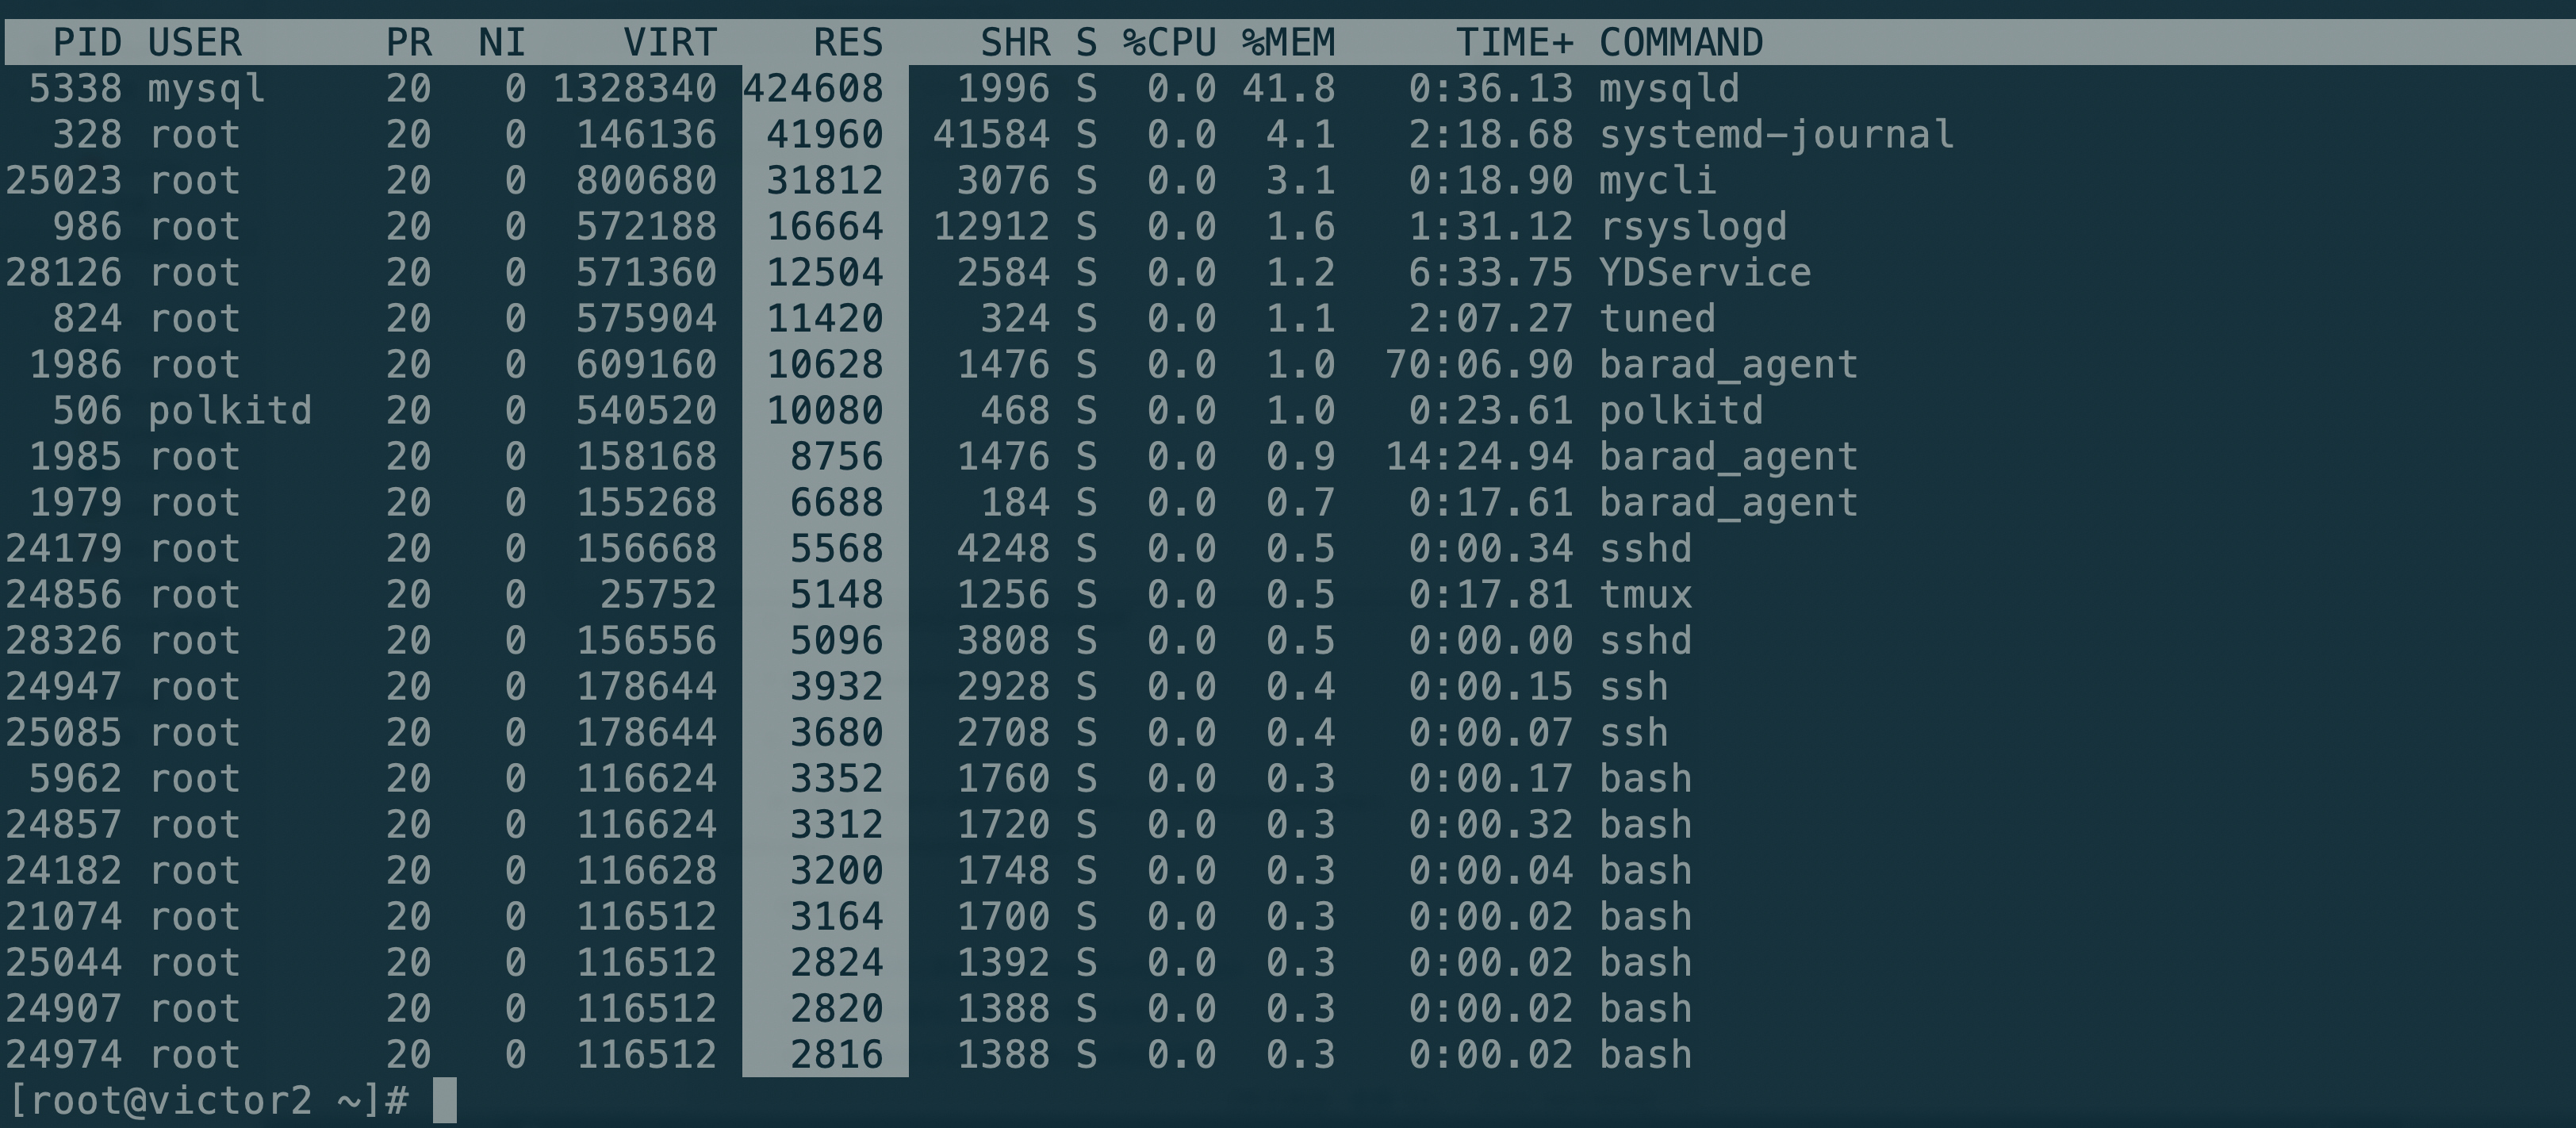 PID USER PR NI VIRT RES SHR S %CPU %MEM TIME+ COMMAND
5338 mysql 20 0 1328340 424608 1996 S 0.0 41.8 0:36.13 mysqld
328 root 20 0 146136 41960 41584 S 0.0 4.1 2:18.68 systemd-journal
25023 root 20 0 800680 31812 3076 S 0.0 3.1 0:18.90 mycli
986 root 20 0 572188 16664 12912 S 0.0 1.6 1:31.12 rsyslogd
28126 root 20 0 571360 12504 2584 S 0.0 1.2 6:33.75 YDService
824 root 20 0 575904 11420 324 S 0.0 1.1 2:07.27 tuned
1986 root 20 0 609160 10628 1476 S 0.0 1.0 70:06.90 barad_agent
506 polkitd 20 0 540520 10080 468 S 0.0 1.0 0:23.61 polkitd
1985 root 20 0 158168 8756 1476 S 0.0 0.9 14:24.94 barad_agent
1979 root 20 0 155268 6688 184 S 0.0 0.7 0:17.61 barad_agent
24179 root 20 0 156668 5568 4248 S 0.0 0.5 0:00.34 sshd
24856 root 20 0 25752 5148 1256 S 0.0 0.5 0:17.81 tmux
28326 root 20 0 156556 5096 3808 S 0.0 0.5 0:00.00 sshd
24947 root 20 0 178644 3932 2928 S 0.0 0.4 0:00.15 ssh
25085 root 20 0 178644 3680 2708 S 0.0 0.4 0:00.07 ssh
5962 root 20 0 116624 3352 1760 S 0.0 0.3 0:00.17 bash
24857 root 20 0 116624 3312 1720 S 0.0 0.3 0:00.32 bash
24182 root 20 0 116628 3200 1748 S 0.0 0.3 0:00.04 bash
21074 root 20 0 116512 3164 1700 S 0.0 0.3 0:00.02 bash
25044 root 20 0 116512 2824 1392 S 0.0 0.3 0:00.02 bash
24907 root 20 0 116512 2820 1388 S 0.0 0.3 0:00.02 bash
24974 root 20 0 116512 2816 1388 S 0.0 0.3 0:00.02 bash
[root@victor2 ~]#